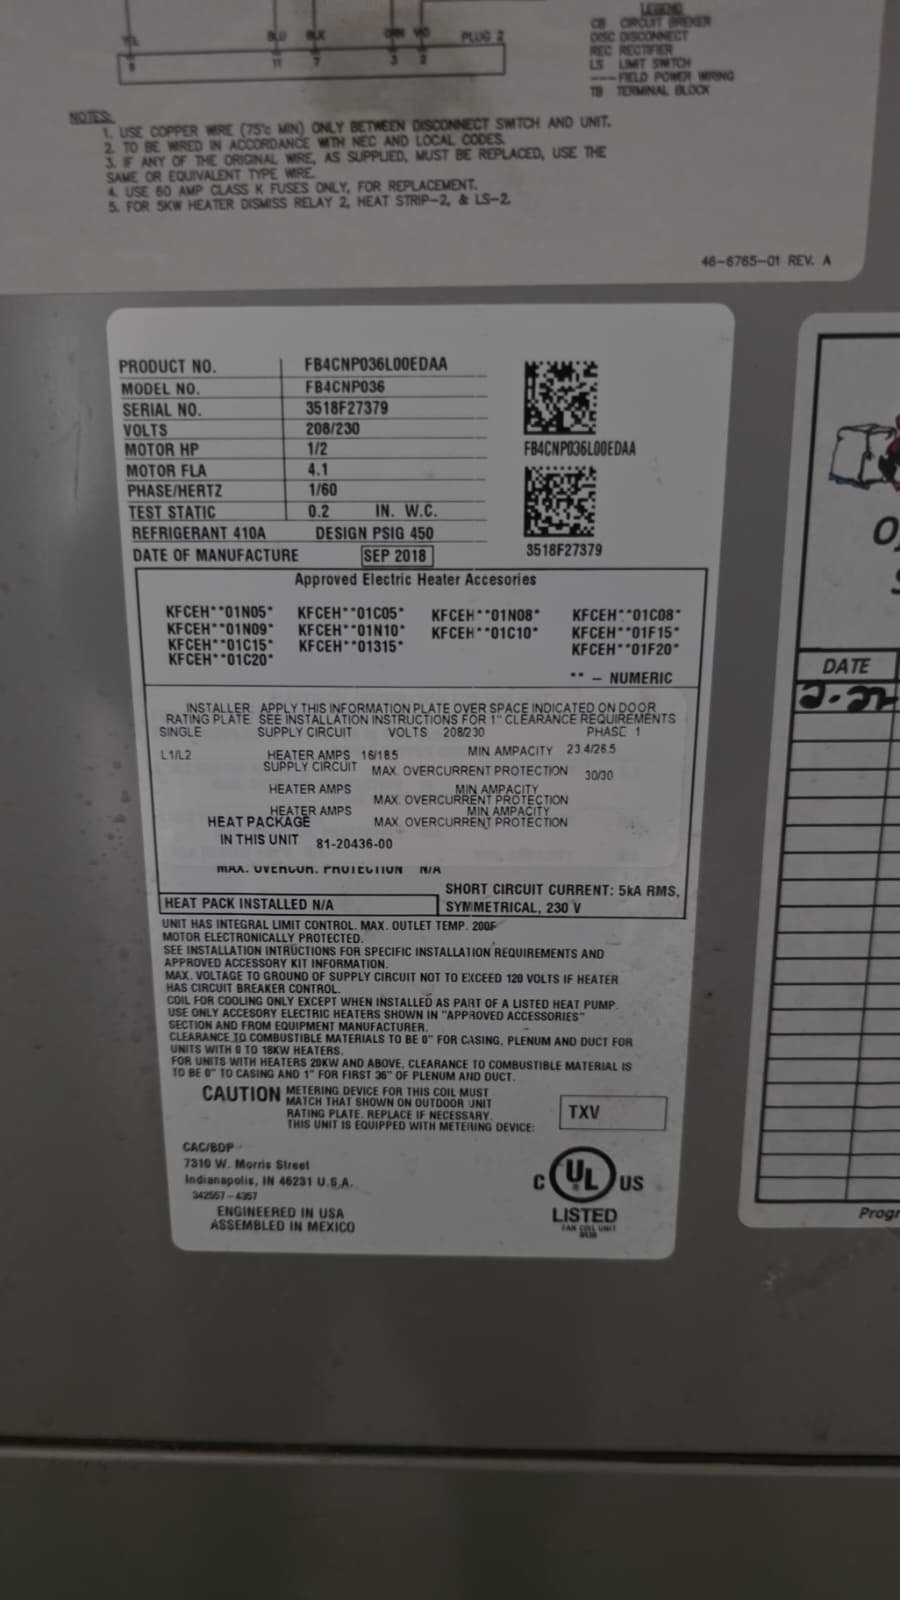 YEL BLU BLK ORN VIO PLUG 2
9 11 7 3 2
LEGEND
CB CIRCUIT BREKER
DISC DISCONNECT
REC RECTIFIER
LS LIMIT SWITCH
----FIELD POWER WIRING
TB TERMINAL BLOCK
NOTES:
1. USE COPPER WIRE (75°c MIN) ONLY BETWEEN DISCONNECT SWITCH AND UNIT.
2. TO BE WIRED IN ACCORDANCE WITH NEC AND LOCAL CODES.
3. IF ANY OF THE ORIGINAL WIRE, AS SUPPLIED, MUST BE REPLACED, USE THE
SAME OR EQUIVALENT TYPE WIRE.
4. USE 60 AMP CLASS K FUSES ONLY, FOR REPLACEMENT.
5. FOR 5KW HEATER DISMISS RELAY 2, HEAT STRIP-2, & LS-2.
46-6765-01 REV. A
PRODUCT NO. FB4CNP036L00EDAA
MODEL NO. FB4CNP036
SERIAL NO. 3518F27379
VOLTS 208/230
MOTOR HP 1/2
MOTOR FLA 4.1
PHASE/HERTZ 1/60
TEST STATIC 0.2 IN. W.C.
REFRIGERANT 410A DESIGN PSIG 450
DATE OF MANUFACTURE SEP 2018
FB4CNP036L00EDAA
3518F27379
Approved Electric Heater Accesories
KFCEH**01N05* KFCEH**01C05* KFCEH**01N08* KFCEH**01C08*
KFCEH**01N09* KFCEH**01N10* KFCEH**01C10* KFCEH**01F15*
KFCEH**01C15* KFCEH**01315* KFCEH**01F20*
KFCEH**01C20*
** - NUMERIC
INSTALLER: APPLY THIS INFORMATION PLATE OVER SPACE INDICATED ON DOOR
RATING PLATE. SEE INSTALLATION INSTRUCTIONS FOR 1" CLEARANCE REQUIREMENTS
SINGLE SUPPLY CIRCUIT VOLTS 208/230 PHASE 1
L1/L2 HEATER AMPS 16/18.5 MIN AMPACITY 23.4/26.5
SUPPLY CIRCUIT MAX. OVERCURRENT PROTECTION 30/30
HEATER AMPS MIN AMPACITY
MAX. OVERCURRENT PROTECTION
HEATER AMPS MIN AMPACITY
HEAT PACKAGE MAX. OVERCURRENT PROTECTION
IN THIS UNIT 81-20436-00
MAX. OVERCUR. PROTECTION N/A
HEAT PACK INSTALLED N/A
SHORT CIRCUIT CURRENT: 5kA RMS,
SYMMETRICAL, 230 V
UNIT HAS INTEGRAL LIMIT CONTROL. MAX. OUTLET TEMP. 200F
MOTOR ELECTRONICALLY PROTECTED.
SEE INSTALLATION INTRUCTIONS FOR SPECIFIC INSTALLATION REQUIREMENTS AND
APPROVED ACCESSORY KIT INFORMATION.
MAX. VOLTAGE TO GROUND OF SUPPLY CIRCUIT NOT TO EXCEED 120 VOLTS IF HEATER
HAS CIRCUIT BREAKER CONTROL.
COIL FOR COOLING ONLY EXCEPT WHEN INSTALLED AS PART OF A LISTED HEAT PUMP.
USE ONLY ACCESORY ELECTRIC HEATERS SHOWN IN "APPROVED ACCESSORIES"
SECTION AND FROM EQUIPMENT MANUFACTURER.
CLEARANCE TO COMBUSTIBLE MATERIALS TO BE 0" FOR CASING, PLENUM AND DUCT FOR
UNITS WITH 0 TO 18KW HEATERS.
FOR UNITS WITH HEATERS 20KW AND ABOVE, CLEARANCE TO COMBUSTIBLE MATERIAL IS
TO BE 0" TO CASING AND 1" FOR FIRST 36" OF PLENUM AND DUCT.
CAUTION METERING DEVICE FOR THIS COIL MUST
MATCH THAT SHOWN ON OUTDOOR UNIT
RATING PLATE. REPLACE IF NECESSARY.
THIS UNIT IS EQUIPPED WITH METERING DEVICE:
TXV
CAC/BDP
7310 W. Morris Street
Indianapolis, IN 46231 U.S.A.
342557-4367
ENGINEERED IN USA
ASSEMBLED IN MEXICO
C UL US
LISTED
FAN COIL UNIT
DATE